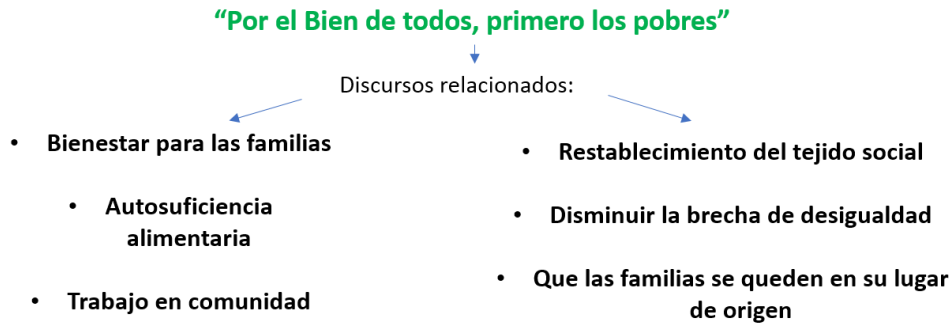 “Por el Bien de todos, primero los pobres”
Discursos relacionados:
• Bienestar para las familias
• Autosuficiencia
alimentaria
• Trabajo en comunidad
• Restablecimiento del tejido social
• Disminuir la brecha de desigualdad
• Que las familias se queden en su lugar
de origen